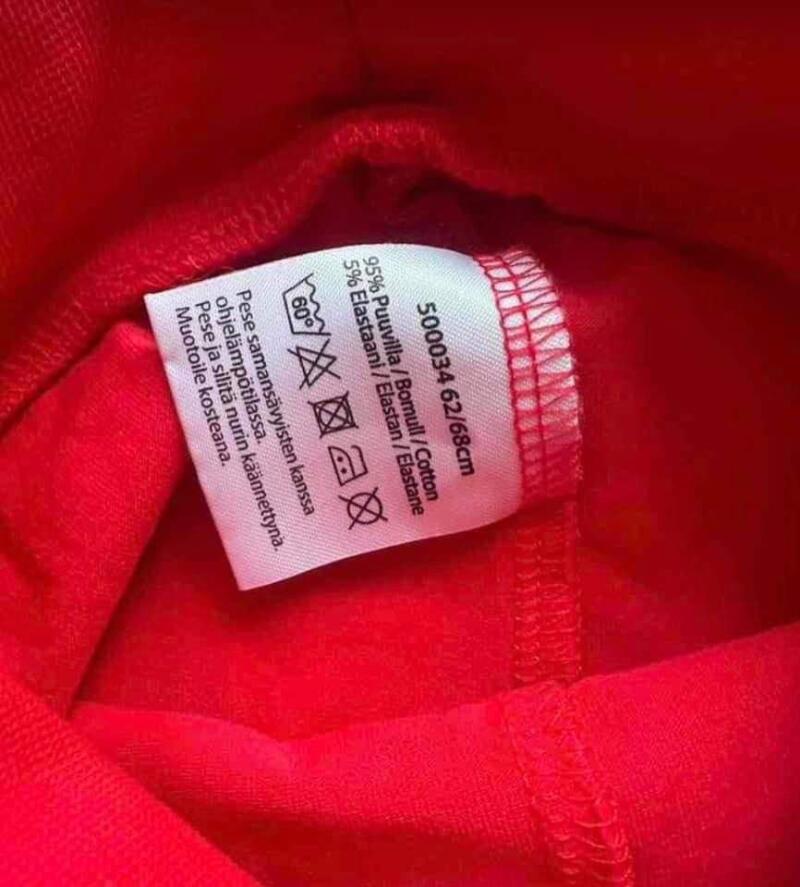 500034 62/68cm
95% Puuvilla / Bomull / Cotton
5% Elastaani / Elastan / Elastane
60°
Pese samansävyisten kanssa
ohjelämpötilassa.
Pese ja silitä nurin käännettynä.
Muotoile kosteana.